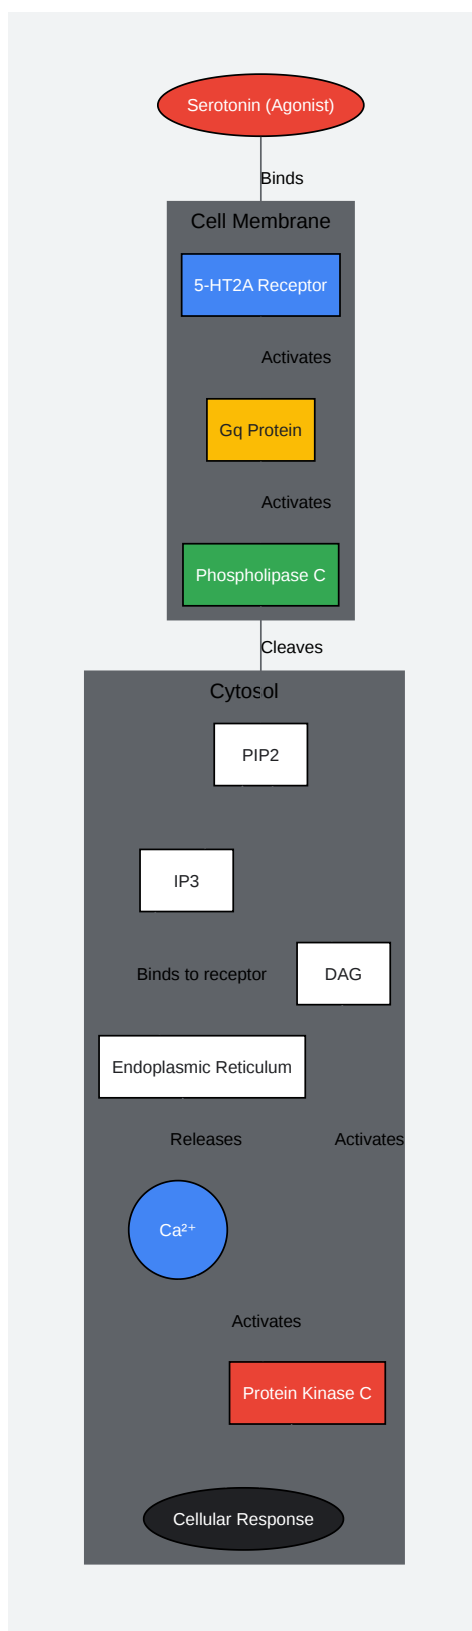 Serotonin (Agonist)
Binds
Cell Membrane
5-HT2A Receptor
Activates
Gq Protein
Activates
Phospholipase C
Cleaves
Cytosol
PIP2
IP3
Binds to receptor
DAG
Endoplasmic Reticulum
Releases
Activates
Ca²⁺
Activates
Protein Kinase C
Cellular Response